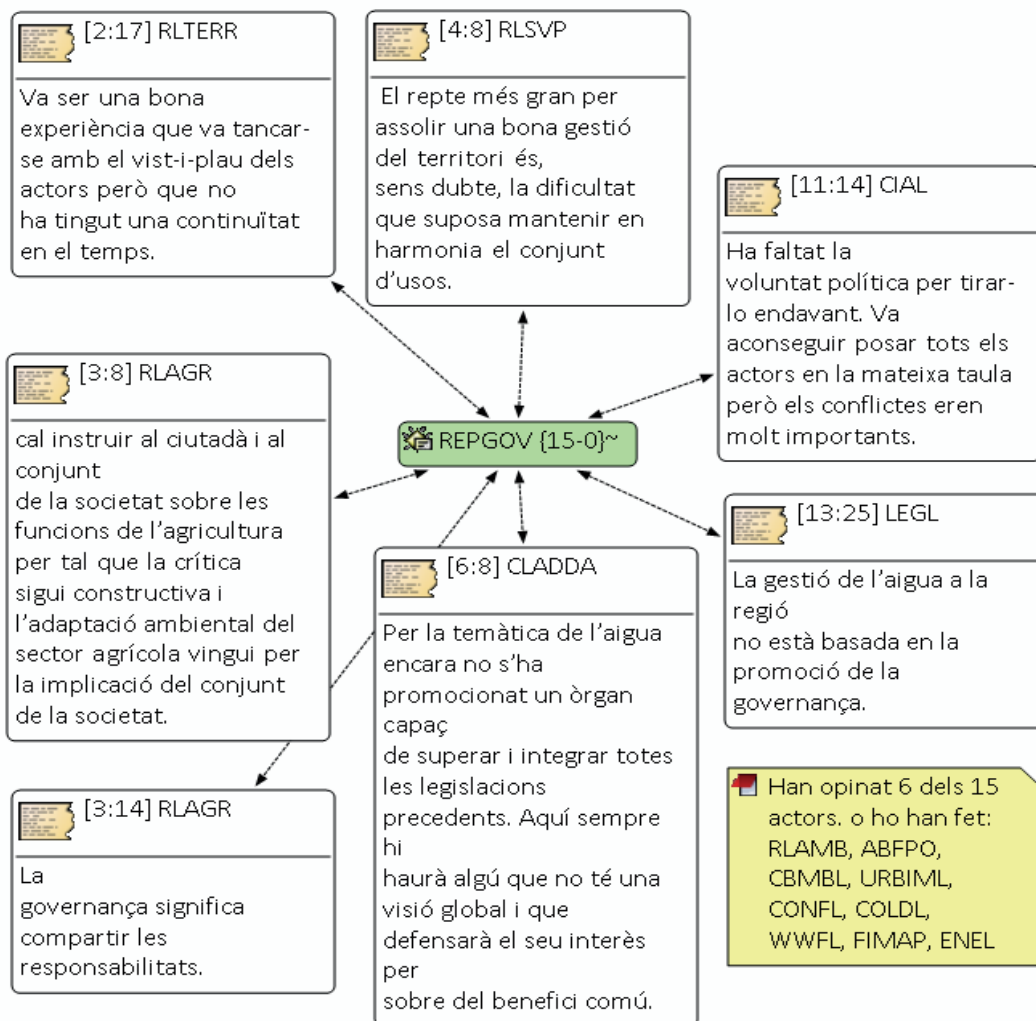 [2:17] RLTERR
Va ser una bona
experiència que va tancar-
se amb el vist-i-plau dels
actors però que no
ha tingut una continuïtat
en el temps.
[4:8] RLSVP
El repte més gran per
assolir una bona gestió
del territori és,
sens dubte, la dificultat
que suposa mantenir en
harmonia el conjunt
d'usos.
[11:14] CIAL
Ha faltat la
voluntat política per tirar-
lo endavant. Va
aconseguir posar tots els
actors en la mateixa taula
però els conflictes eren
molt importants.
[3:8] RLAGR
cal instruir al ciutadà i al
conjunt
de la societat sobre les
funcions de l'agricultura
per tal que la crítica
sigui constructiva i
l'adaptació ambiental del
sector agrícola vingui per
la implicació del conjunt
de la societat.
REPGOV {15-0}~
[13:25] LEGL
La gestió de l'aigua a la
regió
no està basada en la
promoció de la
governança.
[6:8] CLADDA
Per la temàtica de l'aigua
encara no s'ha
promocionat un òrgan
capaç
de superar i integrar totes
les legislacions
precedents. Aquí sempre
hi
haurà algú que no té una
visió global i que
defensarà el seu interès
per
sobre del benefici comú.
[3:14] RLAGR
La
governança significa
compartir les
responsabilitats.
Han opinat 6 dels 15
actors. o ho han fet:
RLAMB, ABFPO,
CBMBL, URBIML,
CONFL, COLDL,
WWFL, FIMAP, ENEL